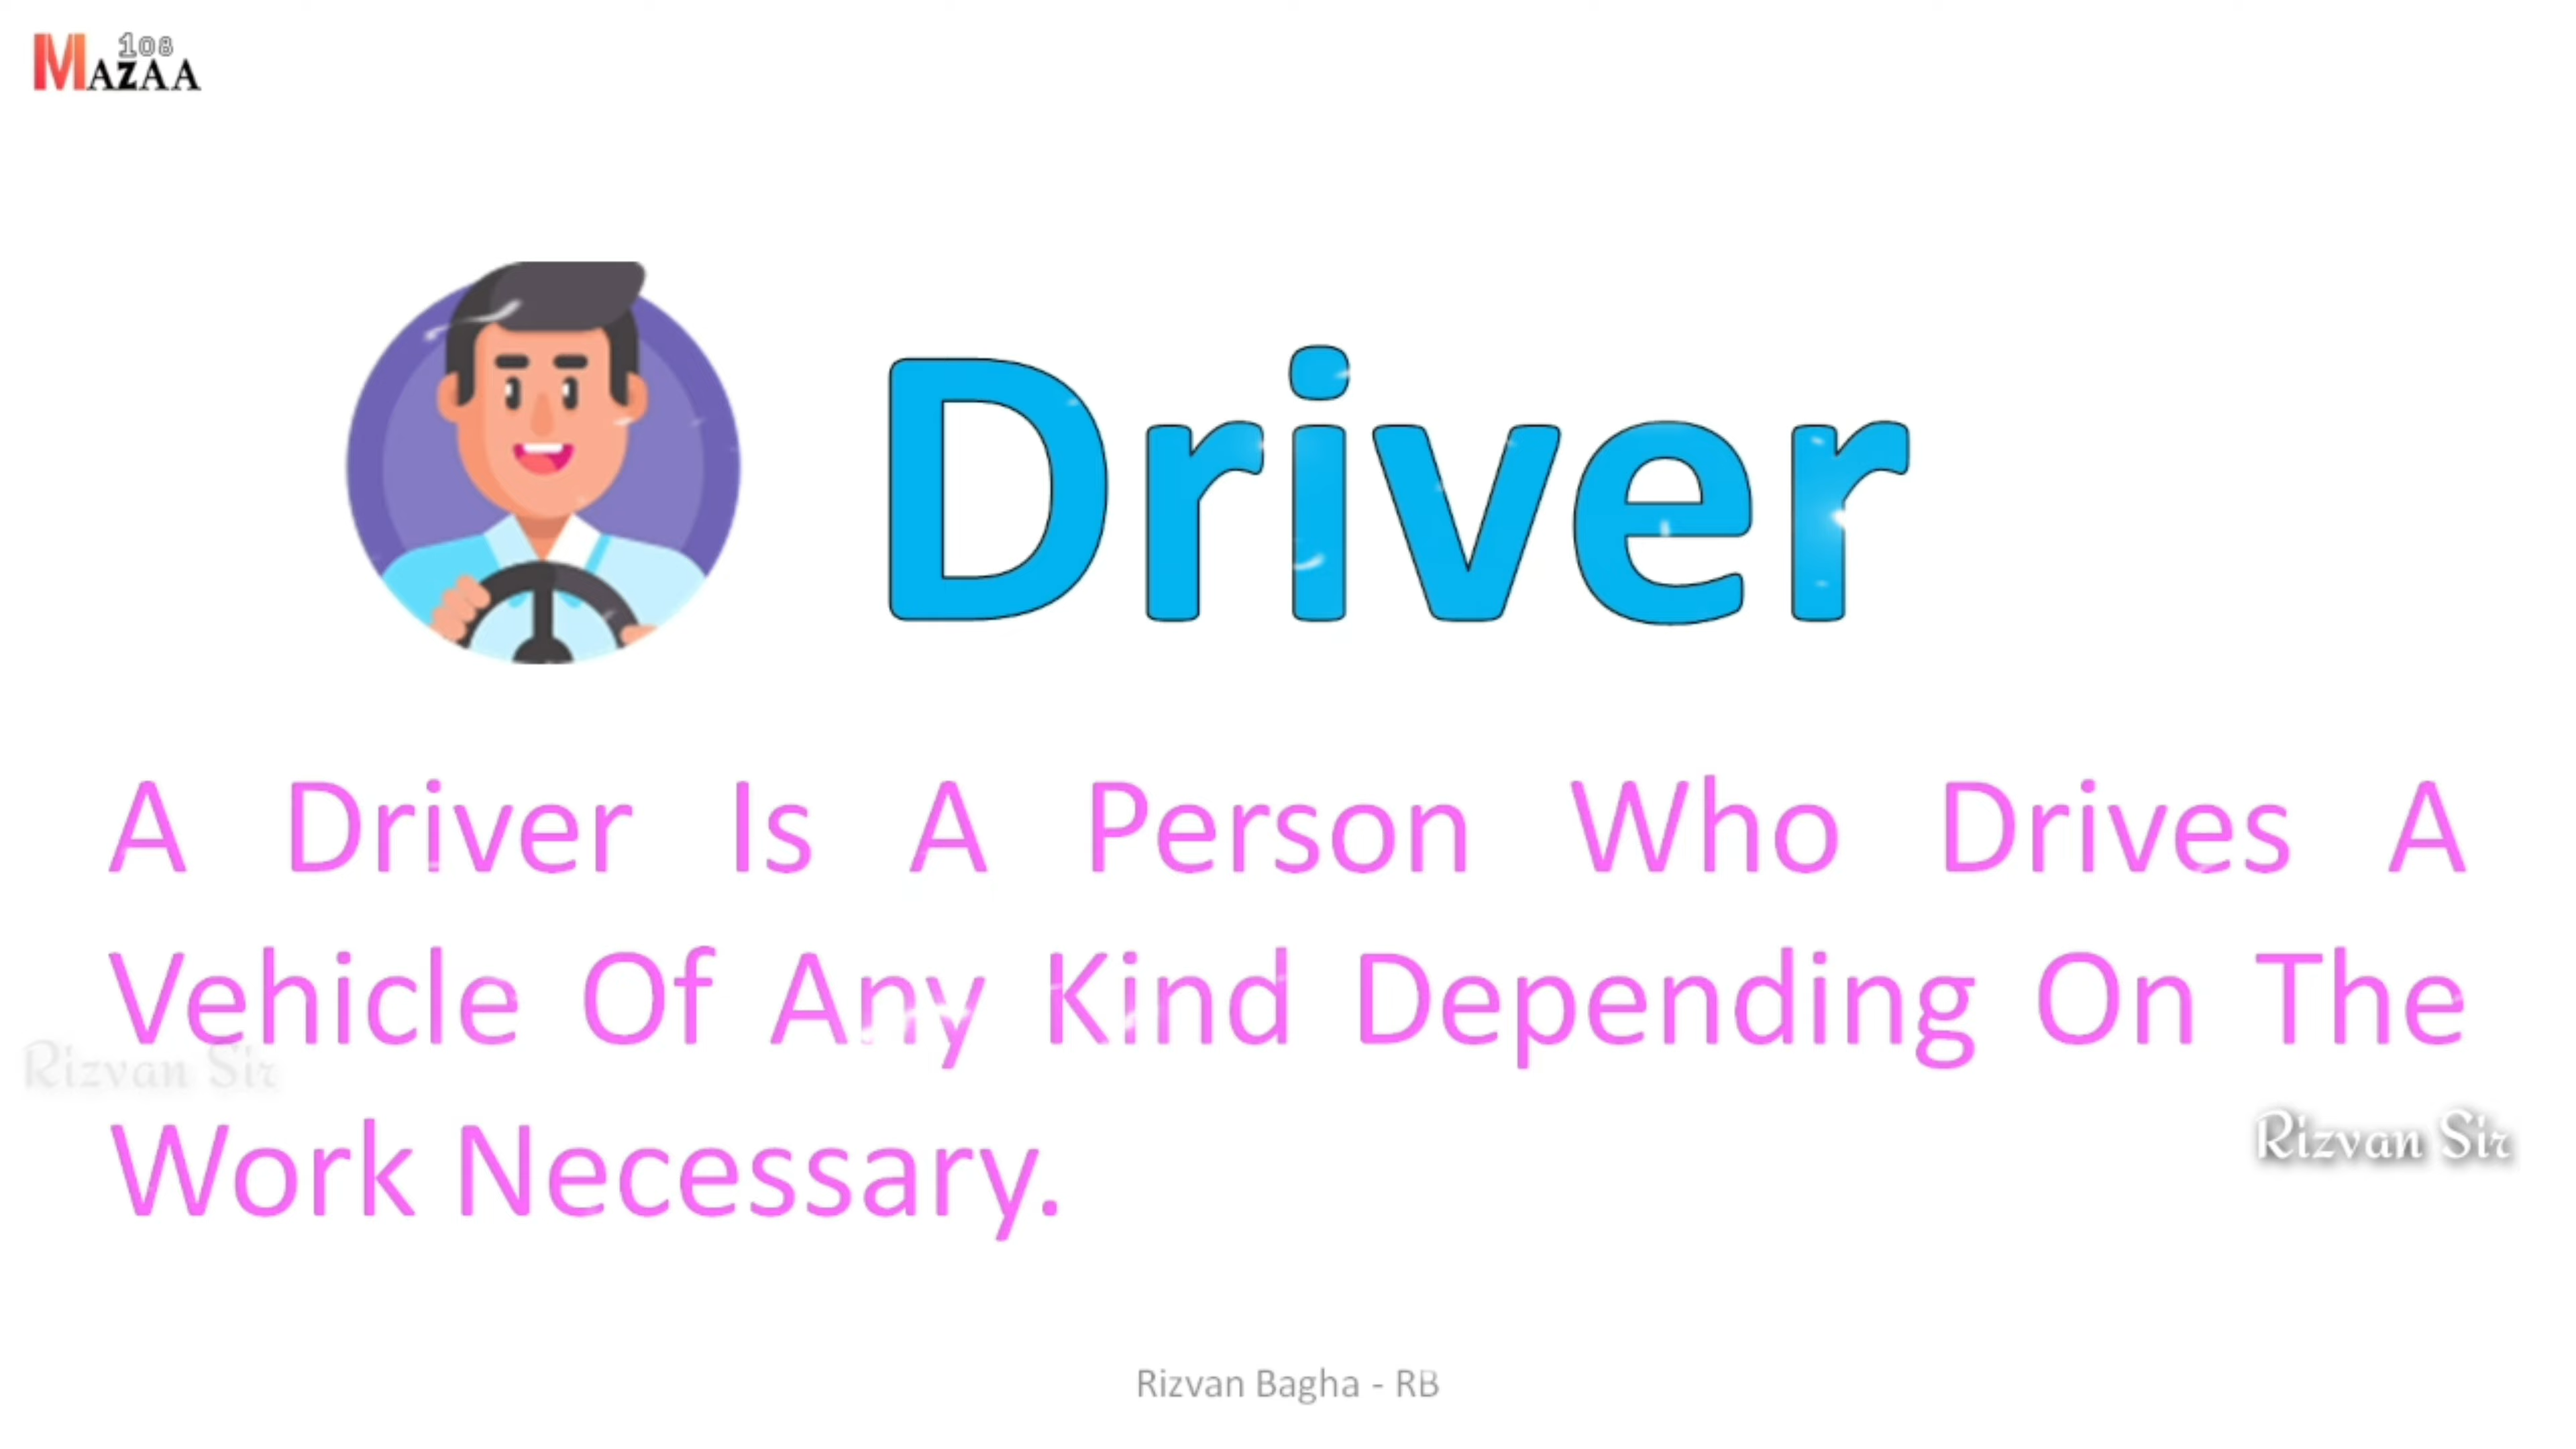 108
MAZAA
Driver
A Driver Is A Person Who Drives A
Vehicle Of Any Kind Depending On The
Rizvan Sir
Rizvan Sir
Work Necessary.
Rizvan Bagha - RB